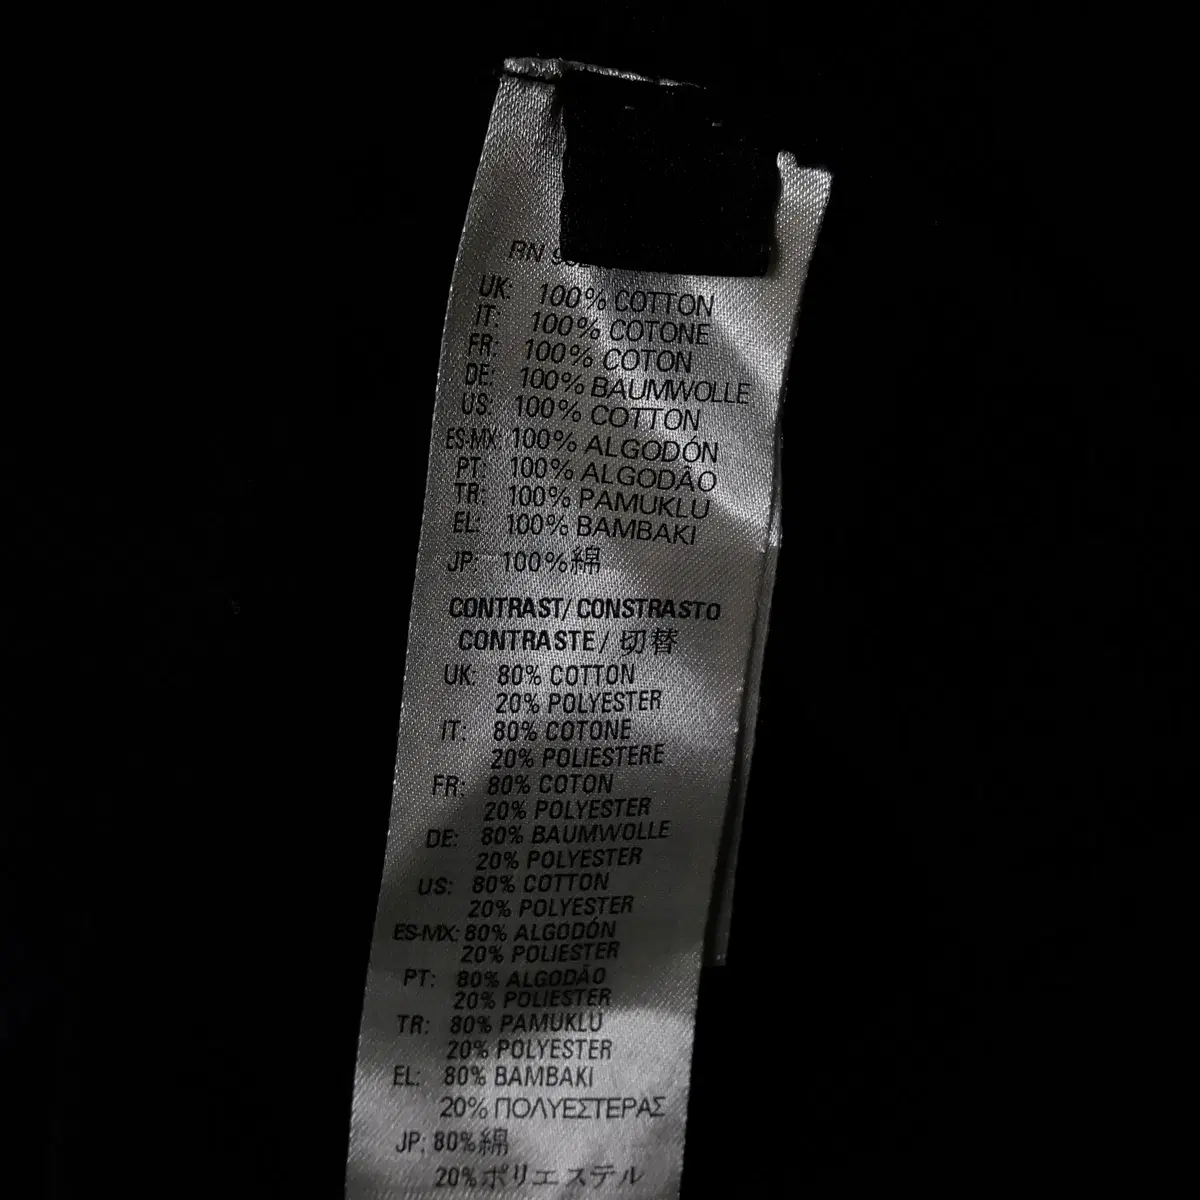 RN
UK: 100% COTTON
IT: 100% COTONE
FR: 100% COTON
DE: 100% BAUMWOLLE
US: 100% COTTON
ES-MX: 100% ALGODÓN
PT: 100% ALGODÃO
TR: 100% PAMUKLU
EL: 100% BAMBAKI
JP: 100%綿
CONTRAST/ CONSTRASTO
CONTRASTE/ 切替
UK: 80% COTTON
20% POLYESTER
IT: 80% COTONE
20% POLIESTERE
FR: 80% COTON
20% POLYESTER
DE: 80% BAUMWOLLE
20% POLYESTER
US: 80% COTTON
20% POLYESTER
ES-MX: 80% ALGODÓN
20% POLIESTER
PT: 80% ALGODÃO
20% POLIESTER
TR: 80% PAMUKLU
20% POLYESTER
EL: 80% BAMBAKI
20% ΠΟΛΥΕΣΤΕΡΑΣ
JP: 80%綿
20%ポリエステル